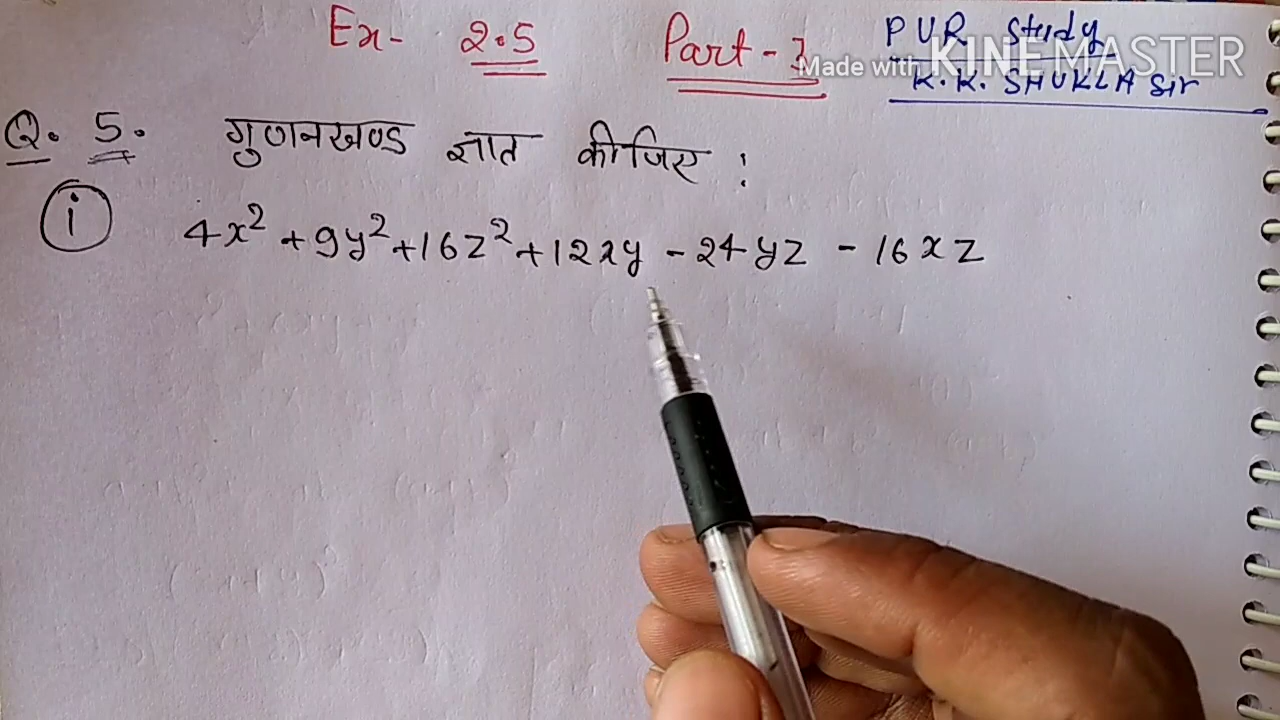 Ex- 2.5 Part-3 PUR Study
Made with KINEMASTER
K.K. SHUKLA Sir
Q. 5. गुणनखण्ड ज्ञात कीजिए :
i 4x² + 9y² + 16z² + 12xy - 24yz - 16xz